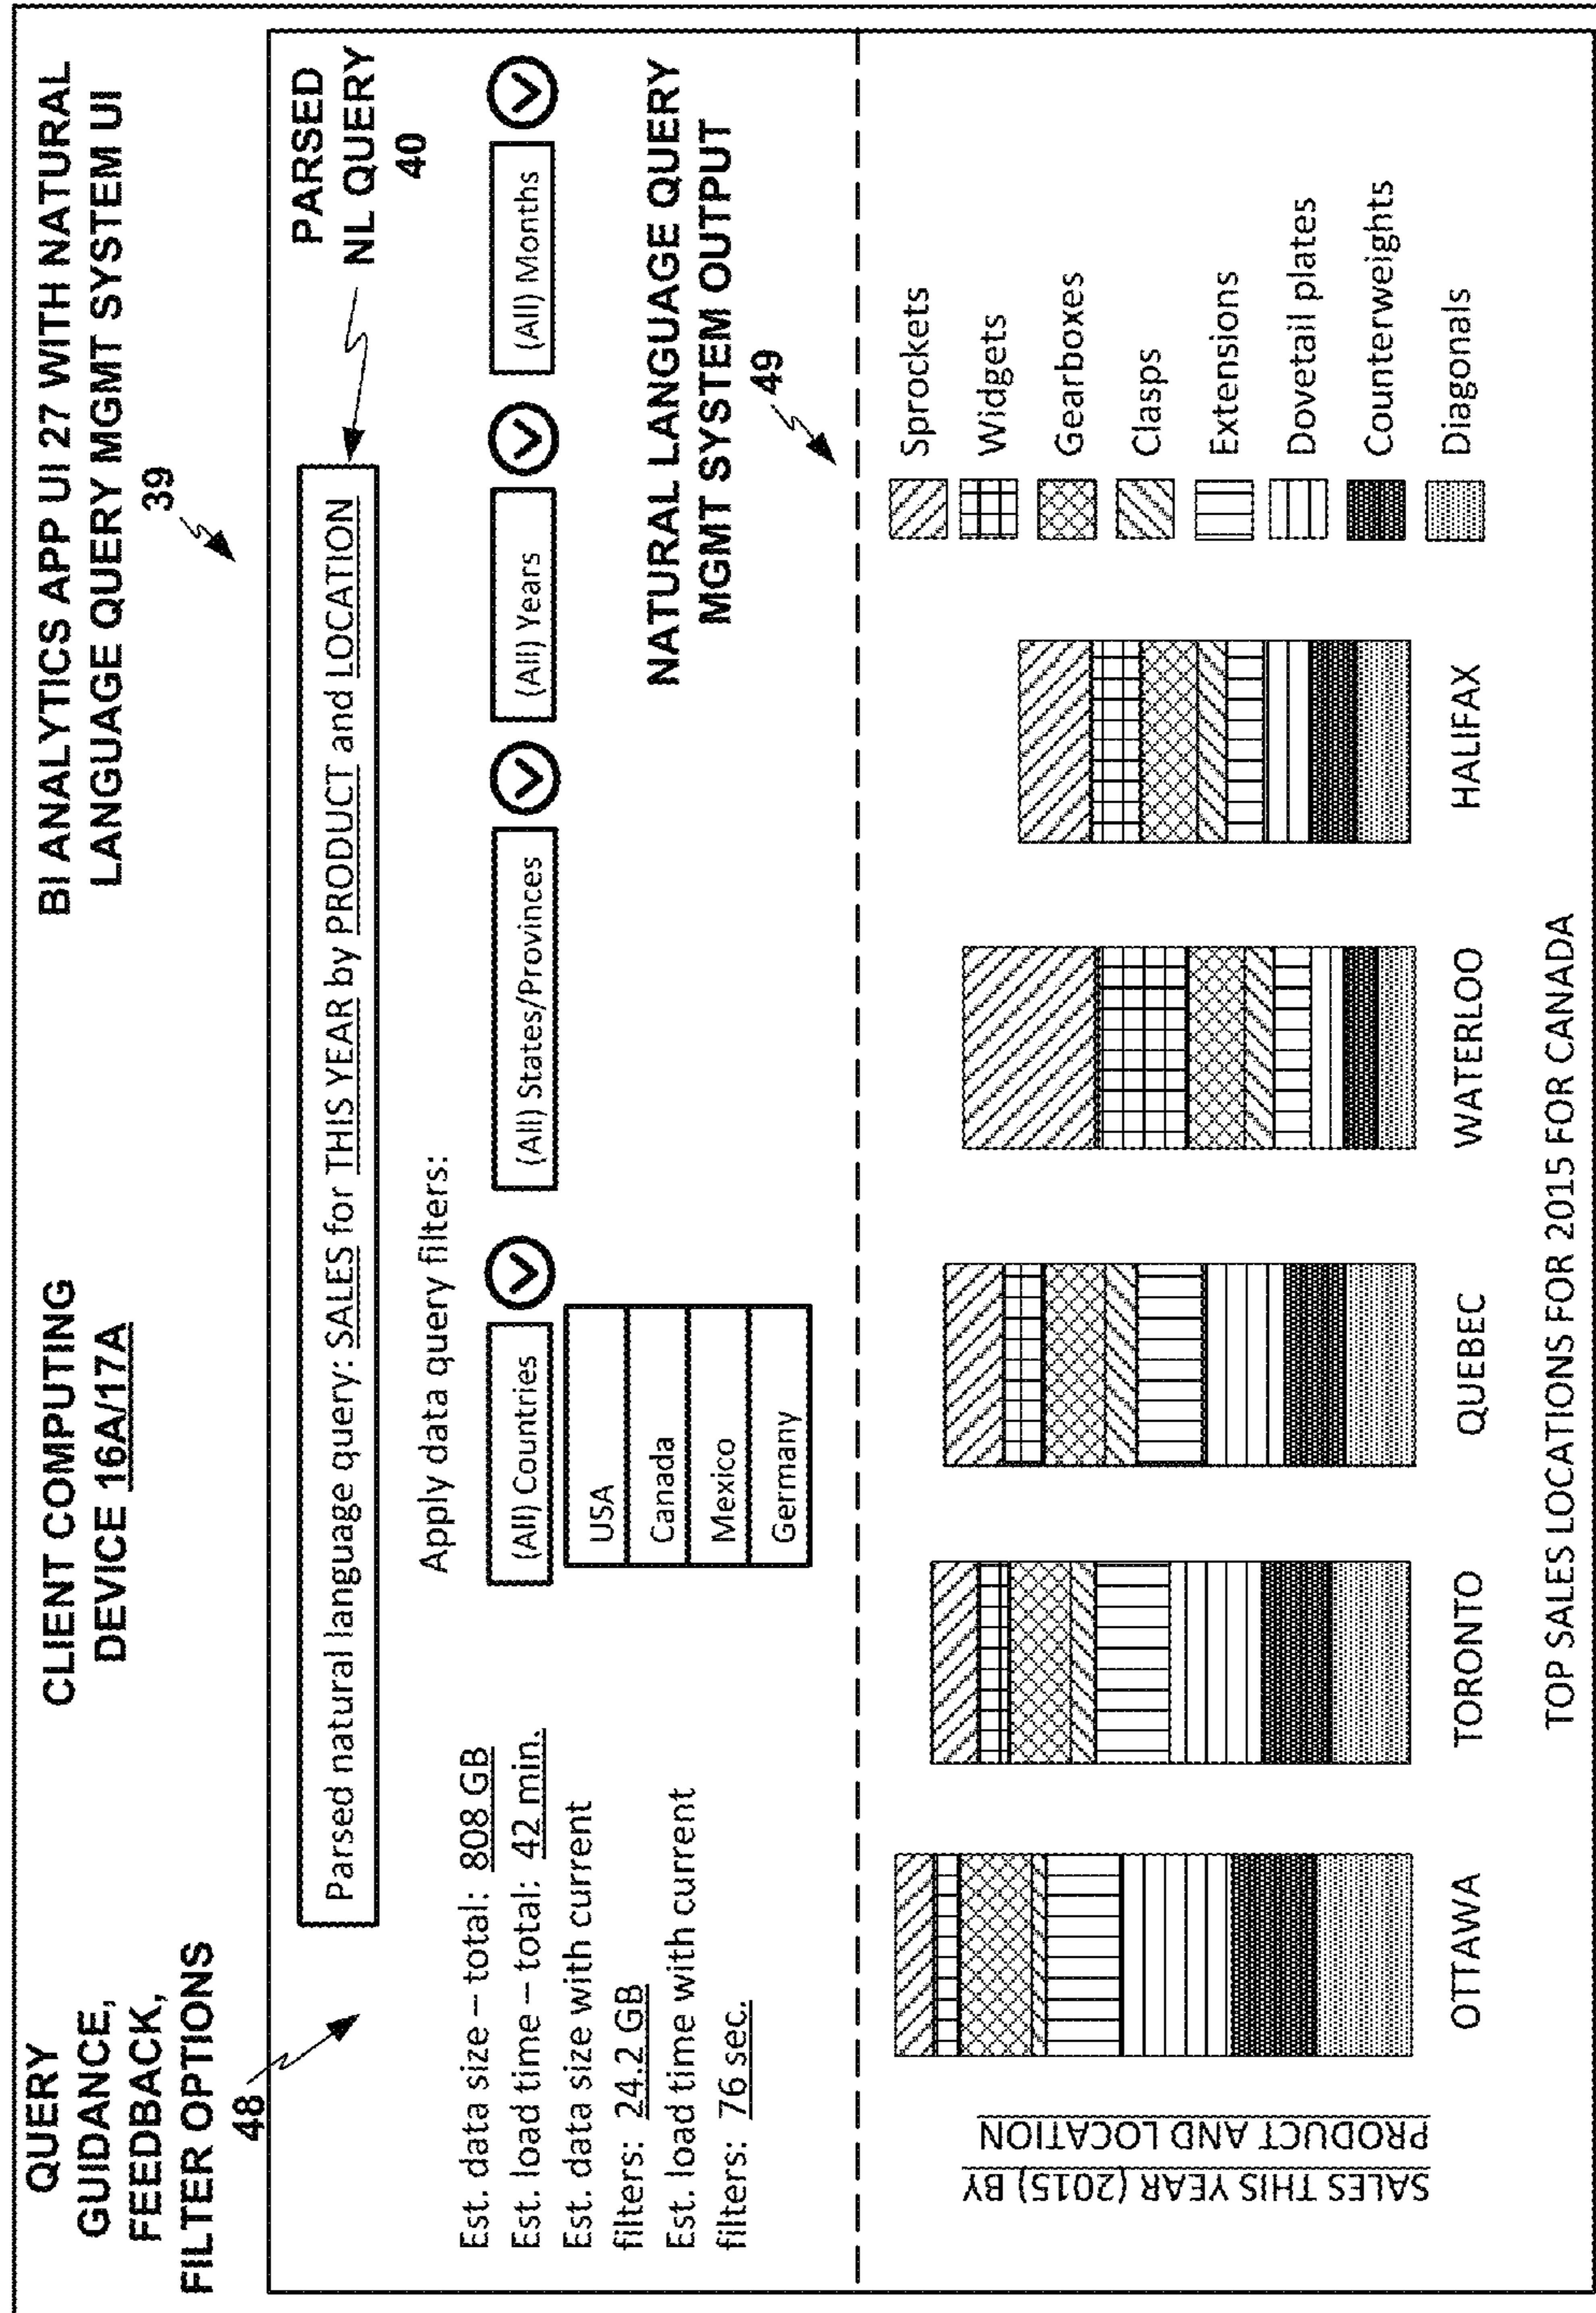 QUERY
GUIDANCE,
FEEDBACK,
FILTER OPTIONS
48
CLIENT COMPUTING
DEVICE 16A/17A
BI ANALYTICS APP UI 27 WITH NATURAL
LANGUAGE QUERY MGMT SYSTEM UI
39
Parsed natural language query: SALES for THIS YEAR by PRODUCT and LOCATION
PARSED
NL QUERY
40
Est. data size – total: 808 GB
Est. load time – total: 42 min.
Est. data size with current
filters: 24.2 GB
Est. load time with current
filters: 76 sec.
Apply data query filters:
(All) Countries
USA
Canada
Mexico
Germany
(All) States/Provinces
(All) Years
(All) Months
NATURAL LANGUAGE QUERY
MGMT SYSTEM OUTPUT
49
SALES THIS YEAR (2015) BY
PRODUCT AND LOCATION
OTTAWA
TORONTO
QUEBEC
WATERLOO
HALIFAX
Sprockets
Widgets
Gearboxes
Clasps
Extensions
Dovetail plates
Counterweights
Diagonals
TOP SALES LOCATIONS FOR 2015 FOR CANADA